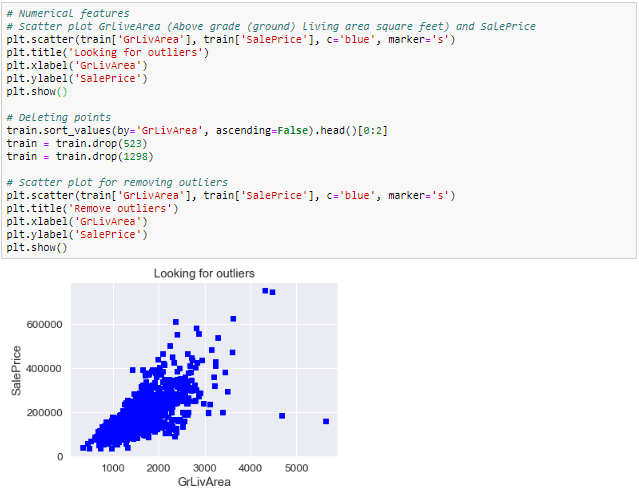 # Numerical features
# Scatter plot GrliveArea (Above grade (ground) living area square feet) and SalePrice
plt.scatter(train['GrLivArea'], train['SalePrice'], c='blue', marker='s')
plt.title('Looking for outliers')
plt.xlabel('GrLivArea')
plt.ylabel('SalePrice')
plt.show()
# Deleting points
train.sort_values(by='GrLivArea', ascending=False).head()[0:2]
train = train.drop(523)
train = train.drop(1298)
# Scatter plot for removing outliers
plt.scatter(train['GrLivArea'], train['SalePrice'], c='blue', marker='s')
plt.title('Remove outliers')
plt.xlabel('GrLivArea')
plt.ylabel('SalePrice')
plt.show()
Looking for outliers
600000
400000
200000
0
SalePrice
1000 2000 3000 4000 5000
GrLivArea